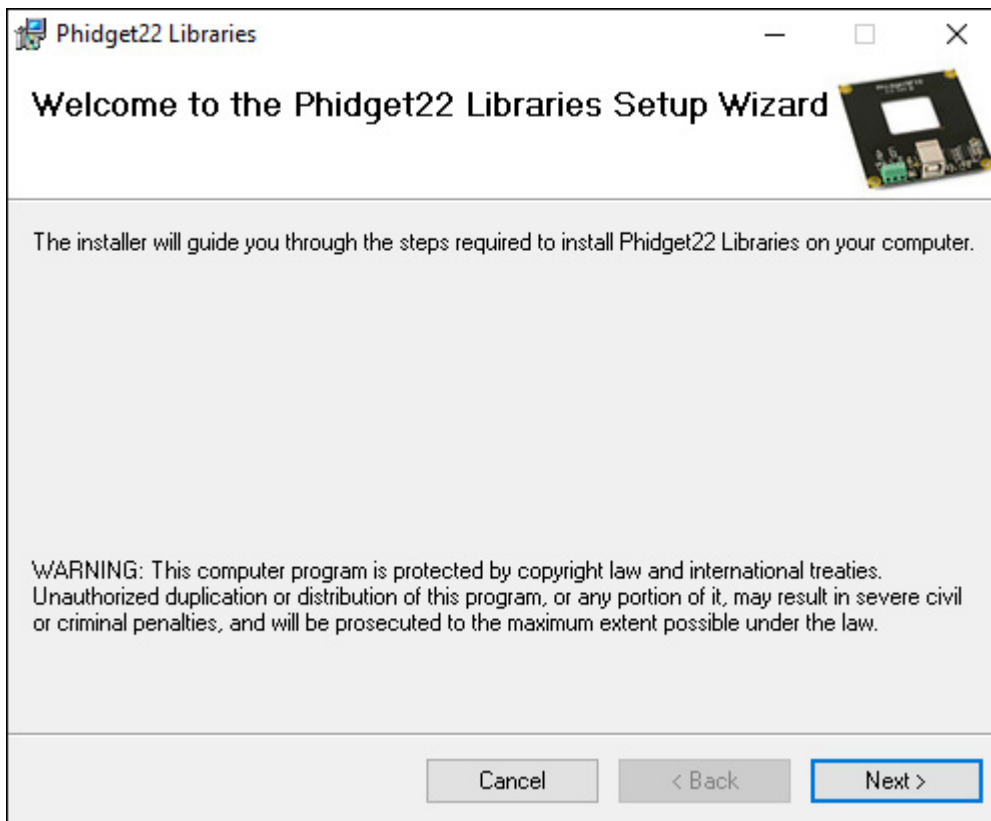 Phidget22 Libraries
Welcome to the Phidget22 Libraries Setup Wizard
The installer will guide you through the steps required to install Phidget22 Libraries on your computer.
WARNING: This computer program is protected by copyright law and international treaties.
Unauthorized duplication or distribution of this program, or any portion of it, may result in severe civil
or criminal penalties, and will be prosecuted to the maximum extent possible under the law.
Cancel < Back Next >